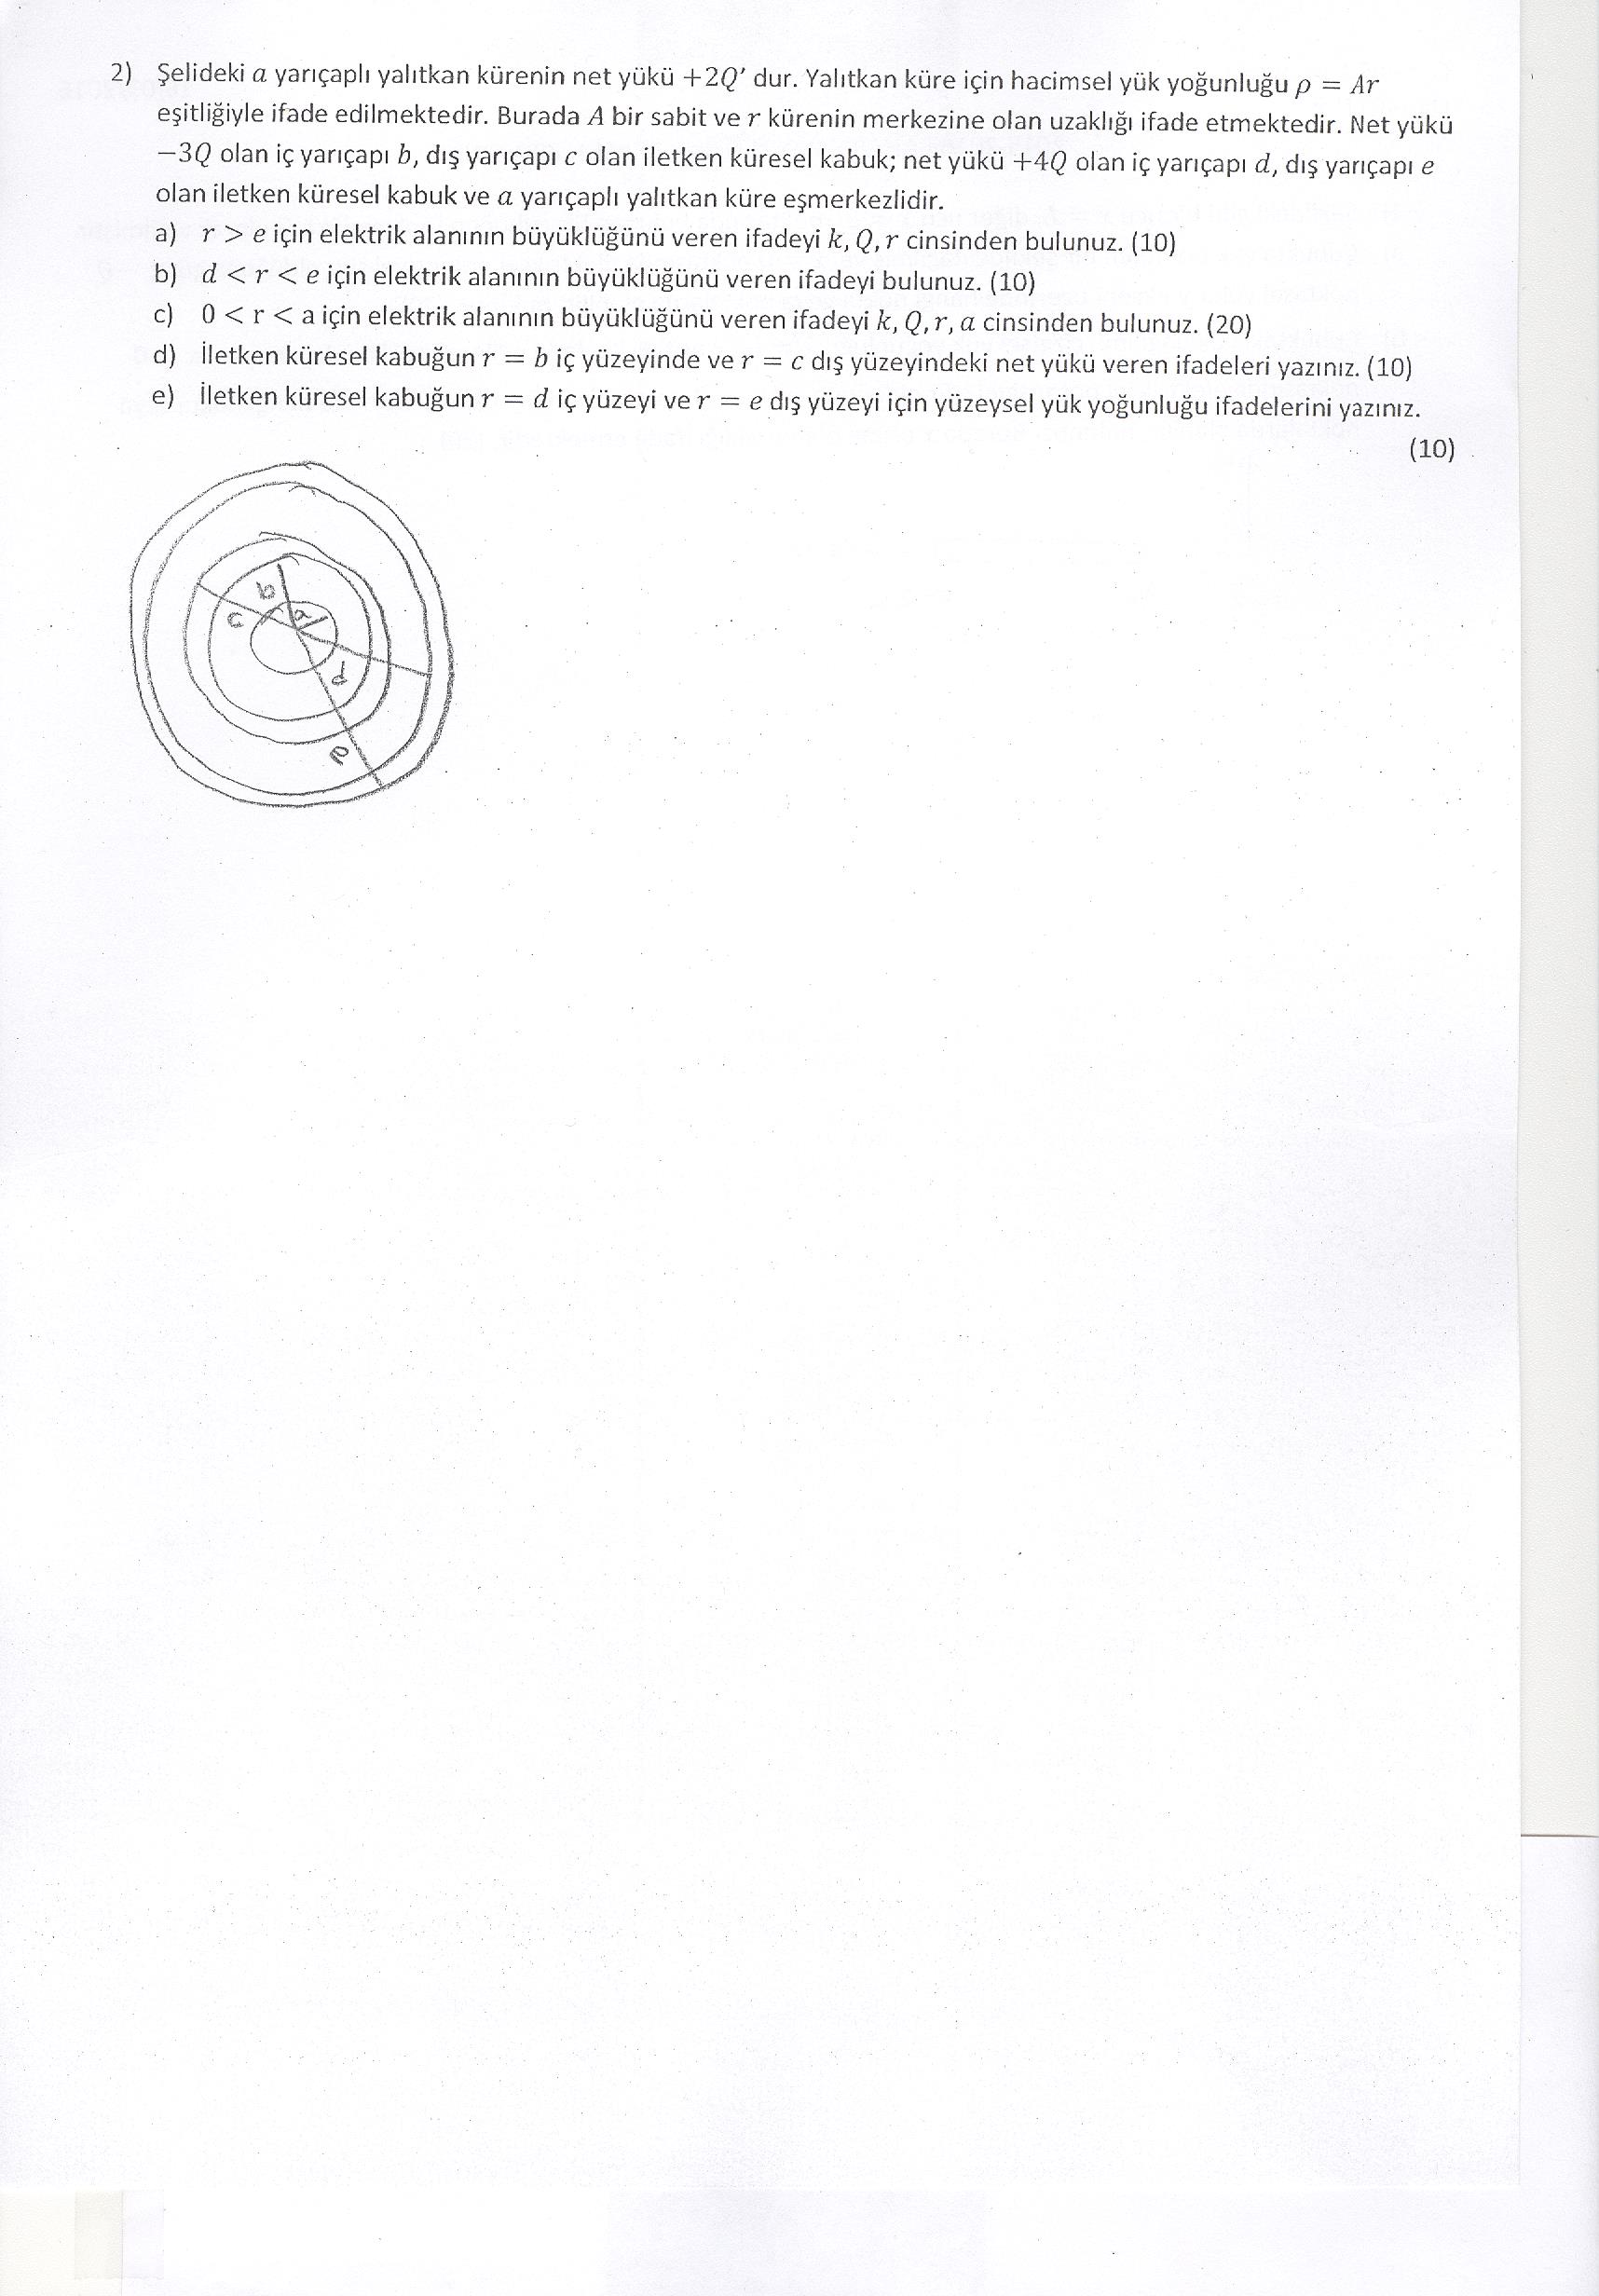 2) Şelideki a yarıçaplı yalıtkan kürenin net yükü +2Q’ dur. Yalıtkan küre için hacimsel yük yoğunluğu ρ = Ar
eşitliğiyle ifade edilmektedir. Burada A bir sabit ve r kürenin merkezine olan uzaklığı ifade etmektedir. Net yükü
−3Q olan iç yarıçapı b, dış yarıçapı c olan iletken küresel kabuk; net yükü +4Q olan iç yarıçapı d, dış yarıçapı e
olan iletken küresel kabuk ve a yarıçaplı yalıtkan küre eşmerkezlidir.
a) r > e için elektrik alanının büyüklüğünü veren ifadeyi k, Q, r cinsinden bulunuz. (10)
b) d < r < e için elektrik alanının büyüklüğünü veren ifadeyi bulunuz. (10)
c) 0 < r < a için elektrik alanının büyüklüğünü veren ifadeyi k, Q, r, a cinsinden bulunuz. (20)
d) İletken küresel kabuğun r = b iç yüzeyinde ve r = c dış yüzeyindeki net yükü veren ifadeleri yazınız. (10)
e) İletken küresel kabuğun r = d iç yüzeyi ve r = e dış yüzeyi için yüzeysel yük yoğunluğu ifadelerini yazınız.
(10)
b
c
a
d
e